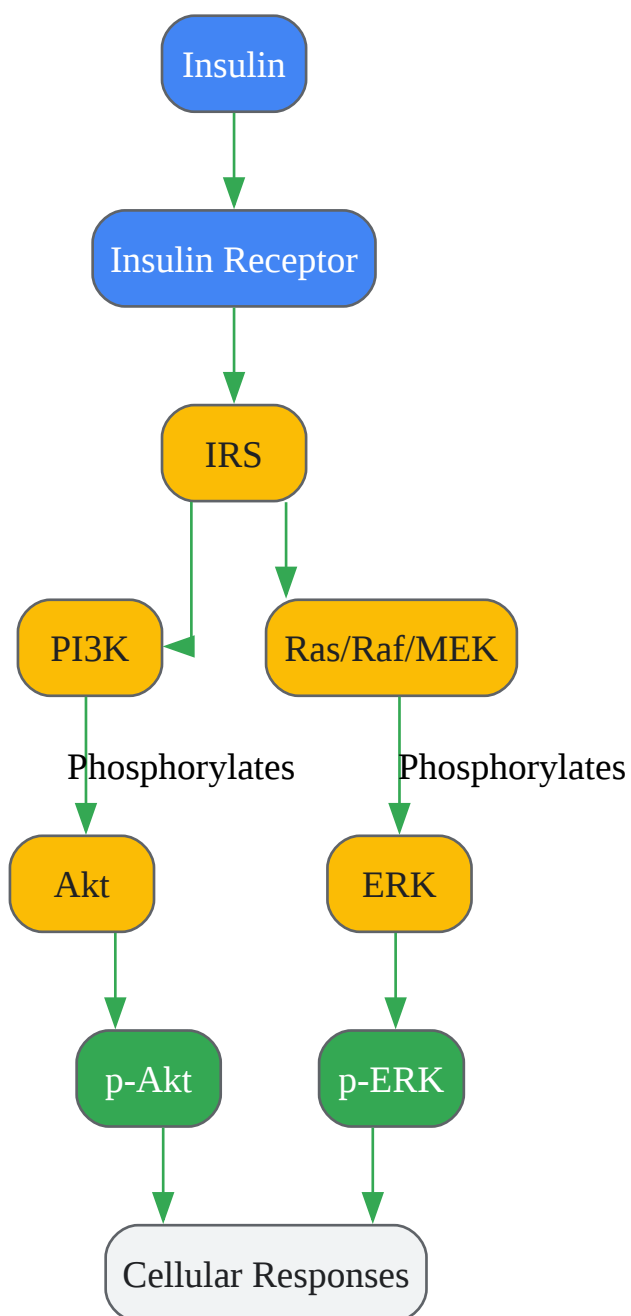 Insulin
Insulin Receptor
IRS
PI3K
Ras/Raf/MEK
Phosphorylates
Phosphorylates
Akt
ERK
p-Akt
p-ERK
Cellular Responses